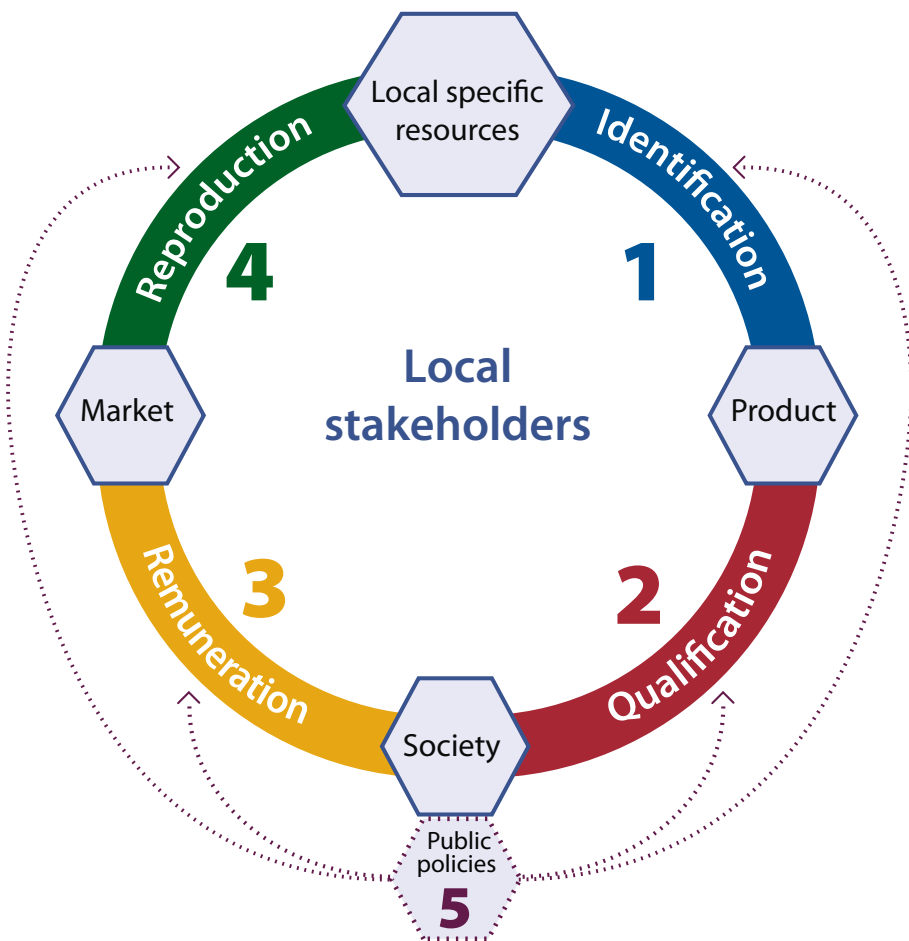 Local specific
resources
Identification
1
Product
2
Qualification
Society
3
Remuneration
Market
4
Reproduction
Local
stakeholders
Public
policies
5